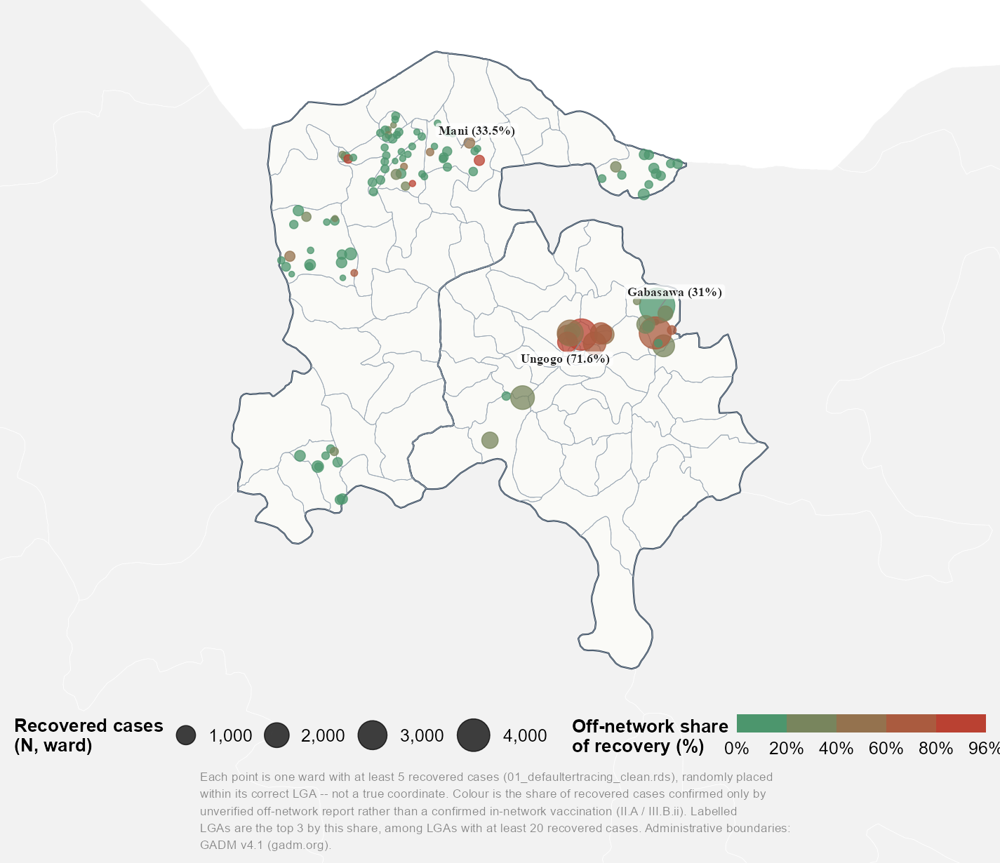 Mani (33.5%)
Gabasawa (31%)
Ungogo (71.6%)
Recovered cases
(N, ward)
1,000
2,000
3,000
4,000
Off-network share
of recovery (%)
0%
20%
40%
60%
80%
96%
Each point is one ward with at least 5 recovered cases (01_defaultertracing_clean.rds), randomly placed
within its correct LGA -- not a true coordinate. Colour is the share of recovered cases confirmed only by
unverified off-network report rather than a confirmed in-network vaccination (II.A / III.B.ii). Labelled
LGAs are the top 3 by this share, among LGAs with at least 20 recovered cases. Administrative boundaries:
GADM v4.1 (gadm.org).